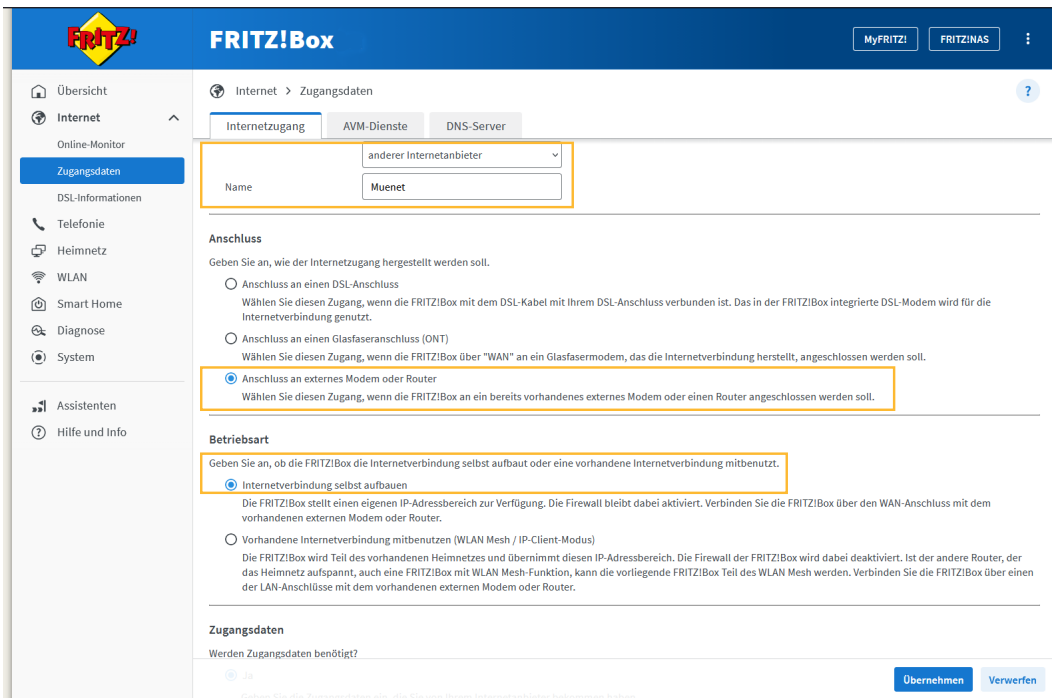 FRITZ!
FRITZ!Box
MyFRITZ!
FRITZ!NAS
Übersicht
Internet
Online-Monitor
Zugangsdaten
DSL-Informationen
Telefonie
Heimnetz
WLAN
Smart Home
Diagnose
System
Assistenten
Hilfe und Info
Internet > Zugangsdaten
?
Internetzugang
AVM-Dienste
DNS-Server
anderer Internetanbieter
Name
Muenet
Anschluss
Geben Sie an, wie der Internetzugang hergestellt werden soll.
Anschluss an einen DSL-Anschluss
Wählen Sie diesen Zugang, wenn die FRITZ!Box mit dem DSL-Kabel mit Ihrem DSL-Anschluss verbunden ist. Das in der FRITZ!Box integrierte DSL-Modem wird für die
Internetverbindung genutzt.
Anschluss an einen Glasfaseranschluss (ONT)
Wählen Sie diesen Zugang, wenn die FRITZ!Box über "WAN" an ein Glasfasermodem, das die Internetverbindung herstellt, angeschlossen werden soll.
Anschluss an externes Modem oder Router
Wählen Sie diesen Zugang, wenn die FRITZ!Box an ein bereits vorhandenes externes Modem oder einen Router angeschlossen werden soll.
Betriebsart
Geben Sie an, ob die FRITZ!Box die Internetverbindung selbst aufbaut oder eine vorhandene Internetverbindung mitbenutzt.
Internetverbindung selbst aufbauen
Die FRITZ!Box stellt einen eigenen IP-Adressbereich zur Verfügung. Die Firewall bleibt dabei aktiviert. Verbinden Sie die FRITZ!Box über den WAN-Anschluss mit dem
vorhandenen externen Modem oder Router.
Vorhandene Internetverbindung mitbenutzen (WLAN Mesh / IP-Client-Modus)
Die FRITZ!Box wird Teil des vorhandenen Heimnetzes und übernimmt diesen IP-Adressbereich. Die Firewall der FRITZ!Box wird dabei deaktiviert. Ist der andere Router, der
das Heimnetz aufspannt, auch eine FRITZ!Box mit WLAN Mesh-Funktion, kann die vorliegende FRITZ!Box Teil des WLAN Mesh werden. Verbinden Sie die FRITZ!Box über einen
der LAN-Anschlüsse mit dem vorhandenen externen Modem oder Router.
Zugangsdaten
Werden Zugangsdaten benötigt?
Ja
Übernehmen
Verwerfen